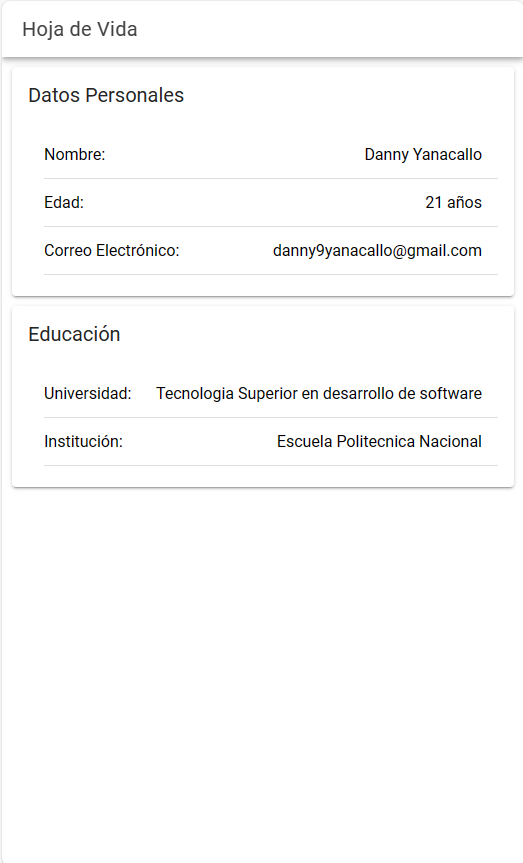 Hoja de Vida
Datos Personales
Nombre: Danny Yanacallo
Edad: 21 años
Correo Electrónico: danny9yanacallo@gmail.com
Educación
Universidad: Tecnologia Superior en desarrollo de software
Institución: Escuela Politecnica Nacional